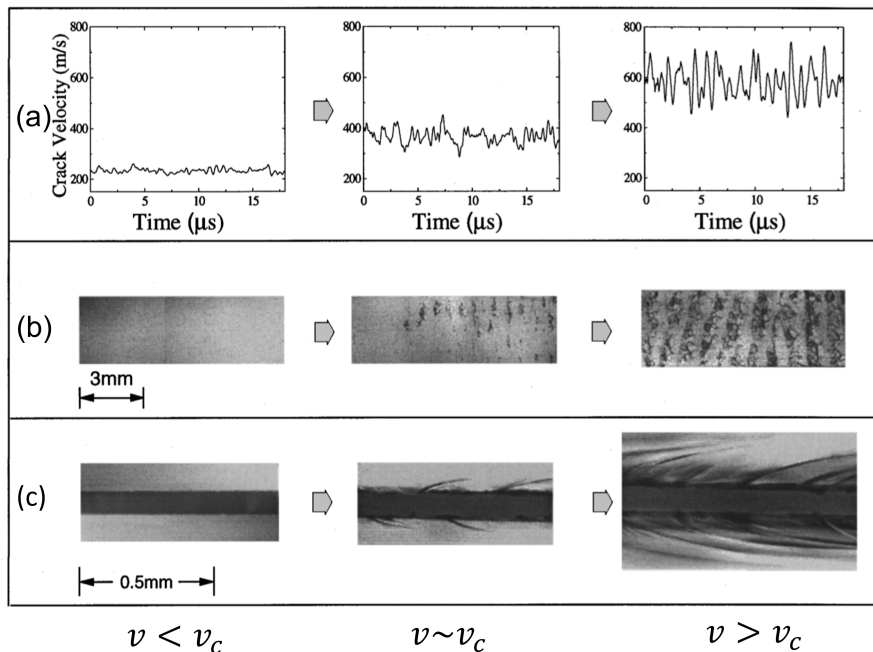 (a)
Crack Velocity (m/s)
800
600
400
200
0 5 10 15
Time (μs)
800
600
400
200
0 5 10 15
Time (μs)
800
600
400
200
0 5 10 15
Time (μs)
(b)
3mm
(c)
0.5mm
v < v_c
v~v_c
v > v_c